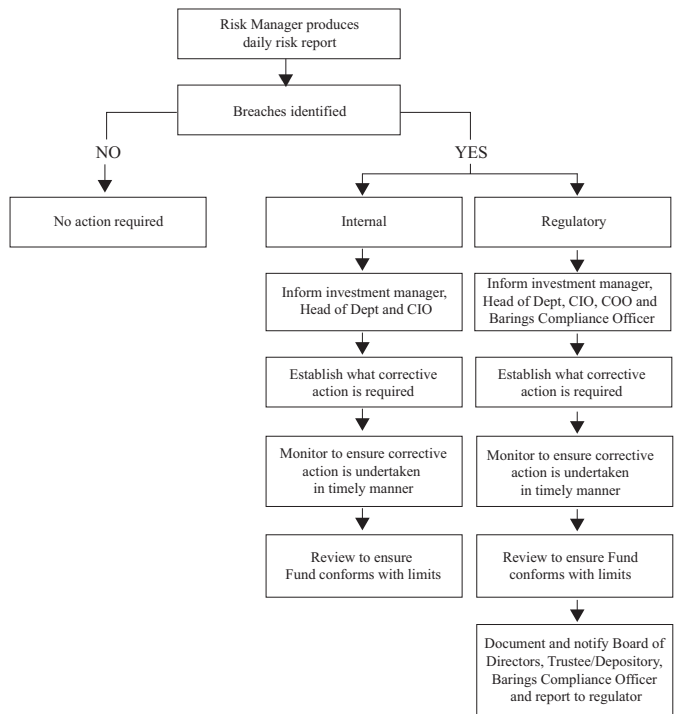 Risk Manager produces
daily risk report
Breaches identified
NO
YES
No action required
Internal
Regulatory
Inform investment manager,
Head of Dept and CIO
Inform investment manager,
Head of Dept, CIO, COO and
Barings Compliance Officer
Establish what corrective
action is required
Establish what corrective
action is required
Monitor to ensure corrective
action is undertaken
in timely manner
Monitor to ensure corrective
action is undertaken
in timely manner
Review to ensure
Fund conforms with limits
Review to ensure Fund
conforms with limits
Document and notify Board of
Directors, Trustee/Depository,
Barings Compliance Officer
and report to regulator